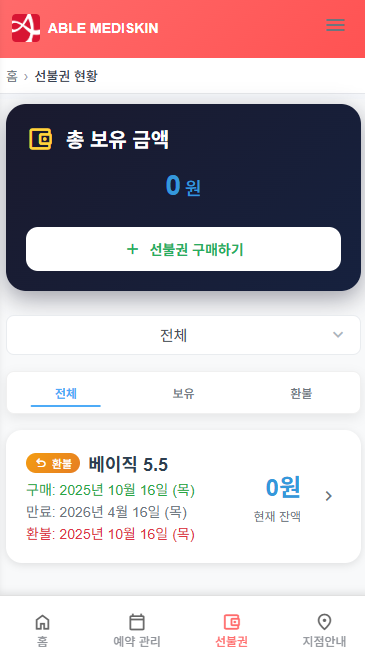 ABLE MEDISKIN
홈 › 선불권 현황
총 보유 금액
0 원
+ 선불권 구매하기
전체
전체 보유 환불
환불 베이직 5.5
구매: 2025년 10월 16일 (목)
만료: 2026년 4월 16일 (목)
환불: 2025년 10월 16일 (목)
0원
현재 잔액
홈 예약 관리 선불권 지점안내